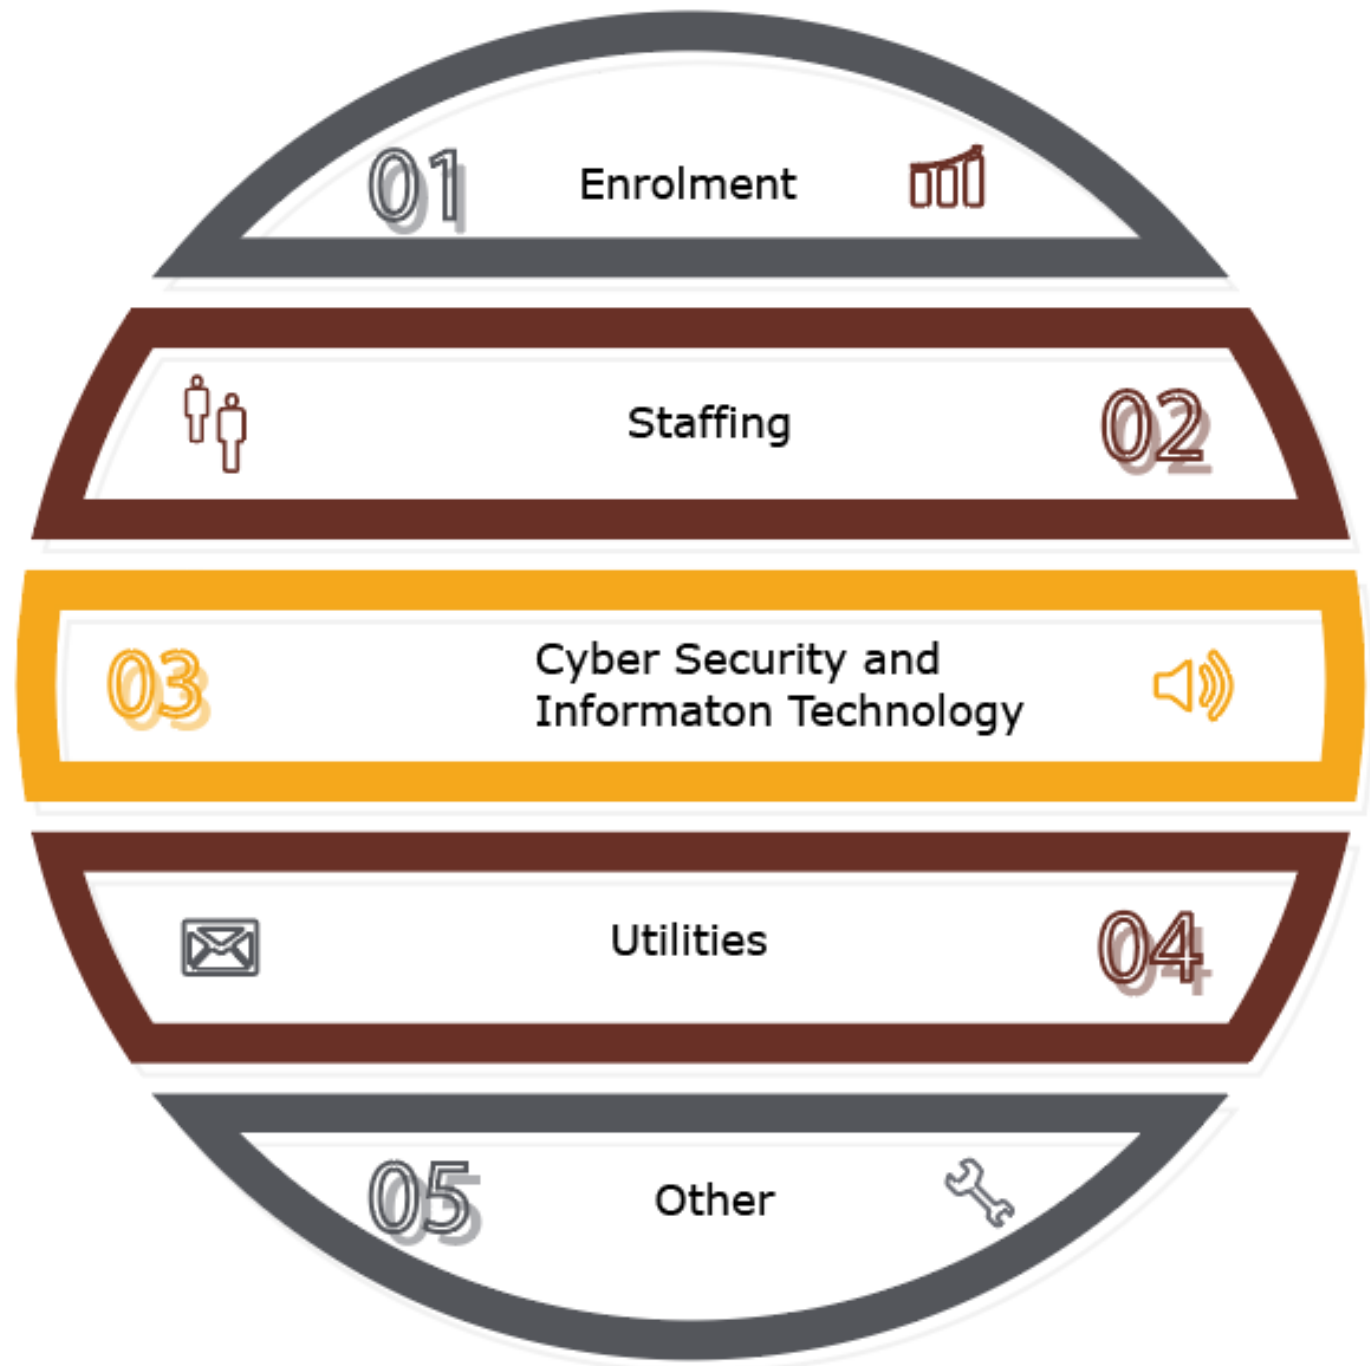 01 Enrolment
Staffing 02
03 Cyber Security and
Informaton Technology
Utilities 04
05 Other